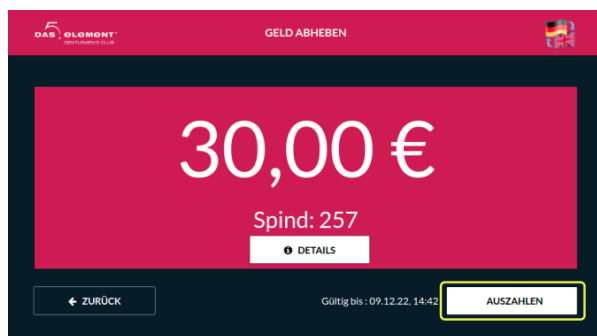 5
DAS ELEMENT
GENTLEMEN'S CLUB
GELD ABHEBEN
30,00 €
Spind: 257
DETAILS
ZURÜCK
Gültig bis : 09.12.22, 14:42
AUSZAHLEN